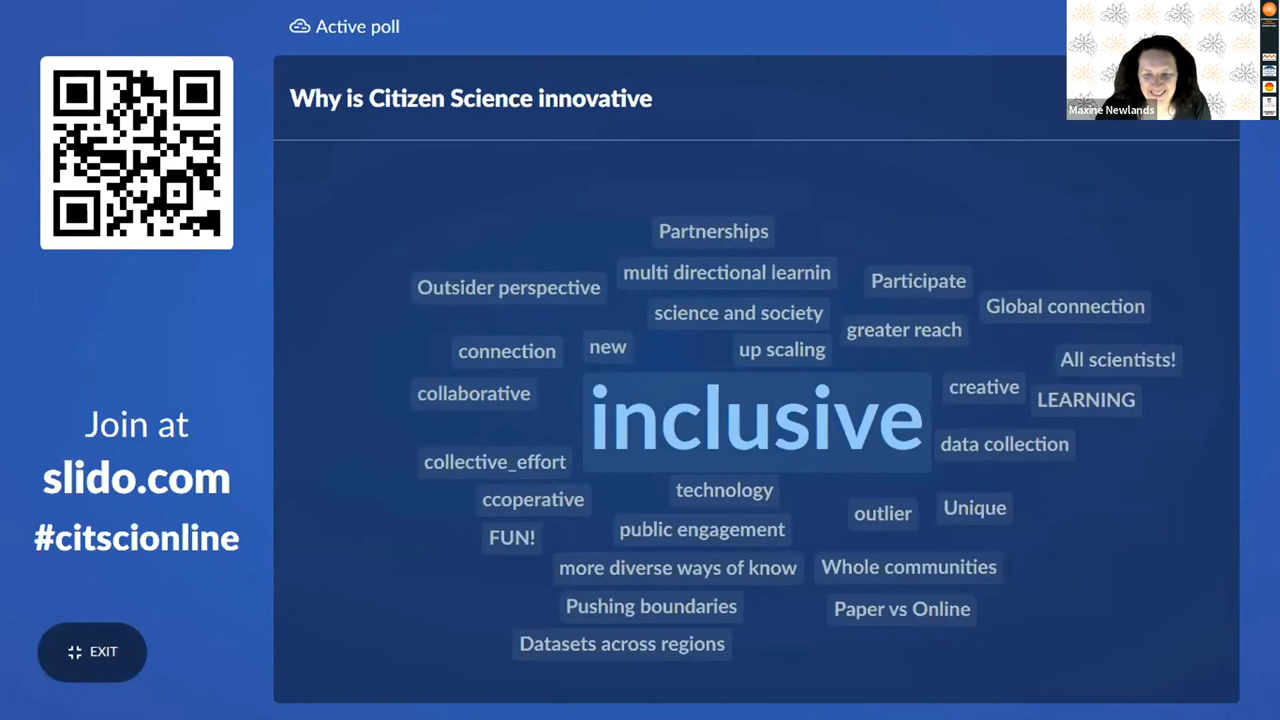 Active poll
Maxine Newlands
Why is Citizen Science innovative
Partnerships
multi directional learnin
Outsider perspective
Participate
Global connection
science and society
greater reach
connection
new
up scaling
All scientists!
collaborative
inclusive
creative
LEARNING
data collection
collective_effort
ccoperative
technology
outlier
Unique
FUN!
public engagement
more diverse ways of know
Whole communities
Pushing boundaries
Paper vs Online
Datasets across regions
Join at
slido.com
#citscionline
EXIT